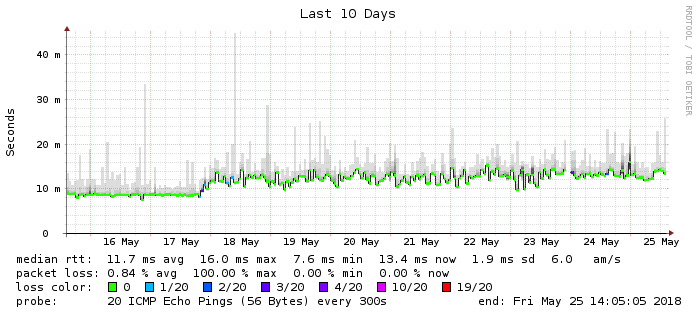 Last 10 Days
RRDTOOL / TOBI OETIKER
Seconds
40 m
30 m
20 m
10 m
0
16 May 17 May 18 May 19 May 20 May 21 May 22 May 23 May 24 May 25 May
median rtt: 11.7 ms avg 16.0 ms max 7.6 ms min 13.4 ms now 1.9 ms sd 6.0 am/s
packet loss: 0.84 % avg 100.00 % max 0.00 % min 0.00 % now
loss color: 0 1/20 2/20 3/20 4/20 10/20 19/20
probe: 20 ICMP Echo Pings (56 Bytes) every 300s end: Fri May 25 14:05:05 2018